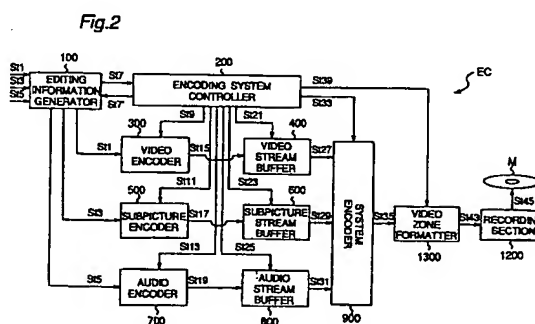 Fig.2
100
EDITING
INFORMATION
GENERATOR
St1
St3
St5
St7
St7'
200
ENCODING SYSTEM
CONTROLLER
St39
St33
EC
St9
St21
300
VIDEO
ENCODER
St1
St15
400
VIDEO
STREAM
BUFFER
St27
St11
St23
500
SUBPICTURE
ENCODER
St3
St17
600
SUBPICTURE
STREAM
BUFFER
St29
St13
St25
AUDIO
ENCODER
700
St5
St19
AUDIO
STREAM
BUFFER
800
St31
SYSTEM
ENCODER
900
St35
VIDEO
ZONE
FORMATTER
1300
St43
RECORDING
SECTION
1200
St45
M